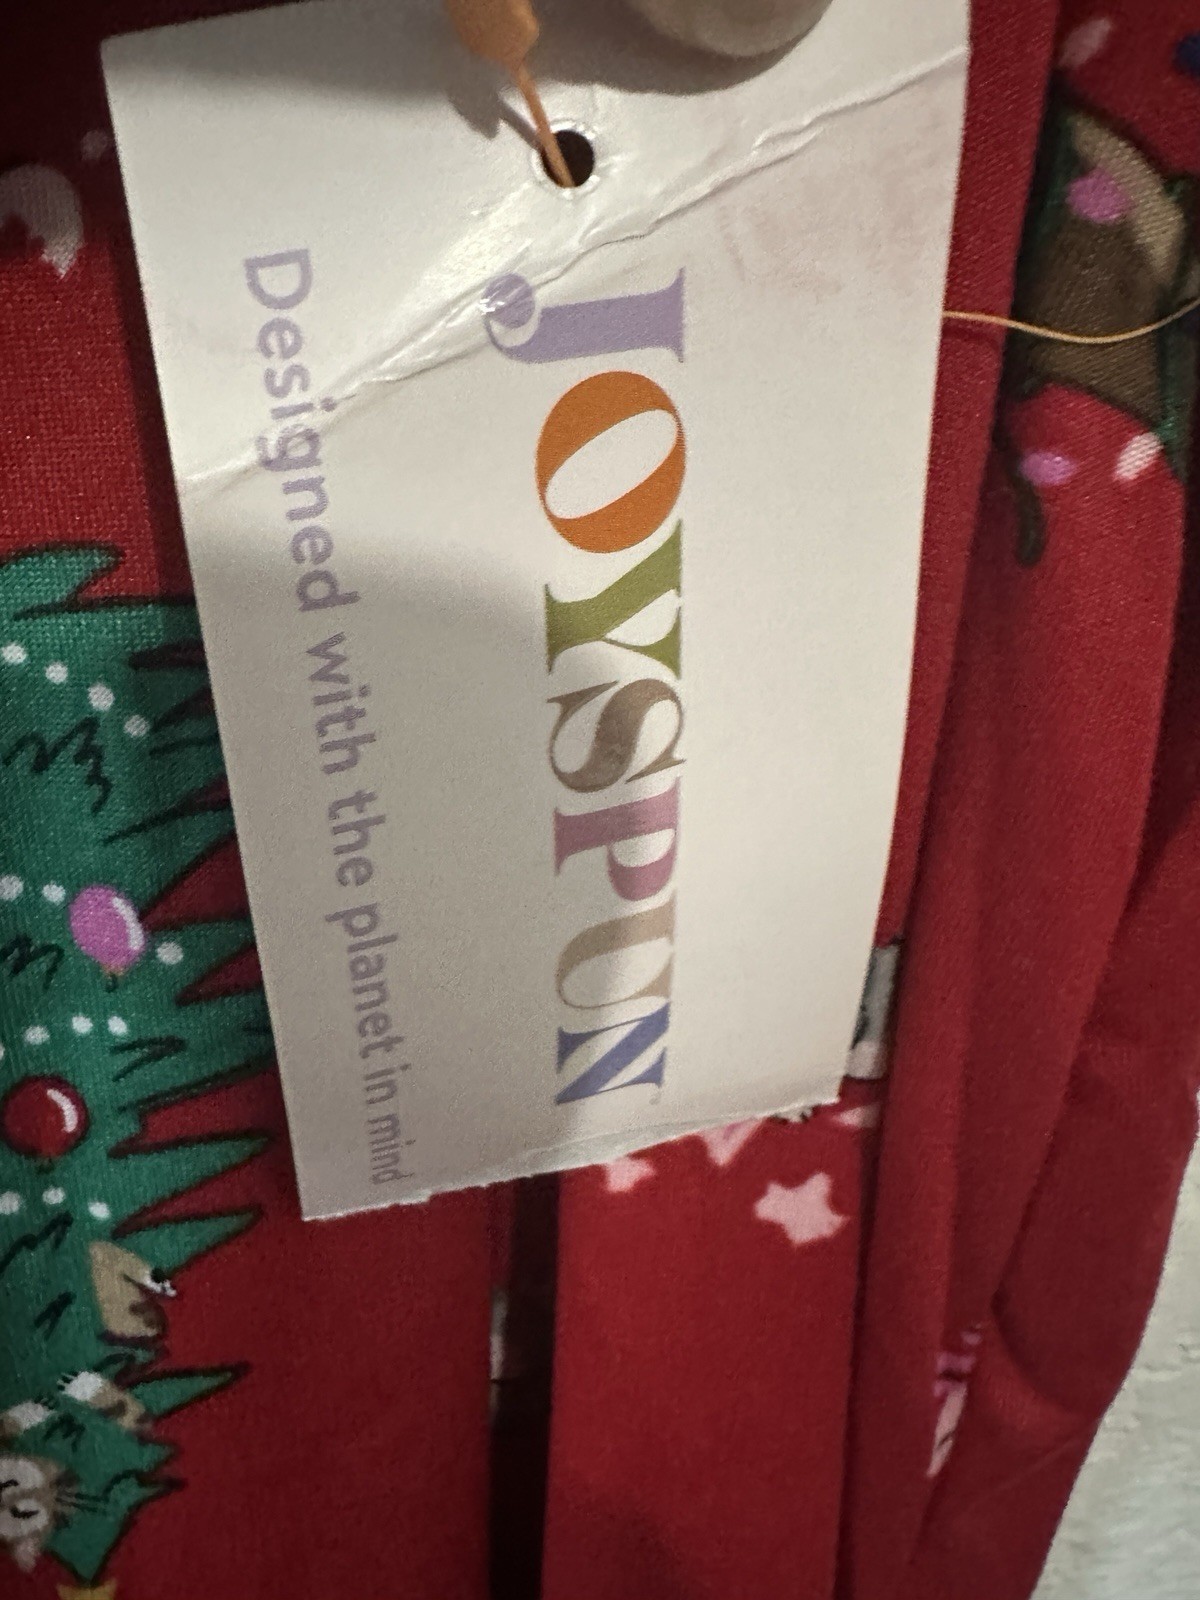 JOYSPUN
Designed with the planet in mind